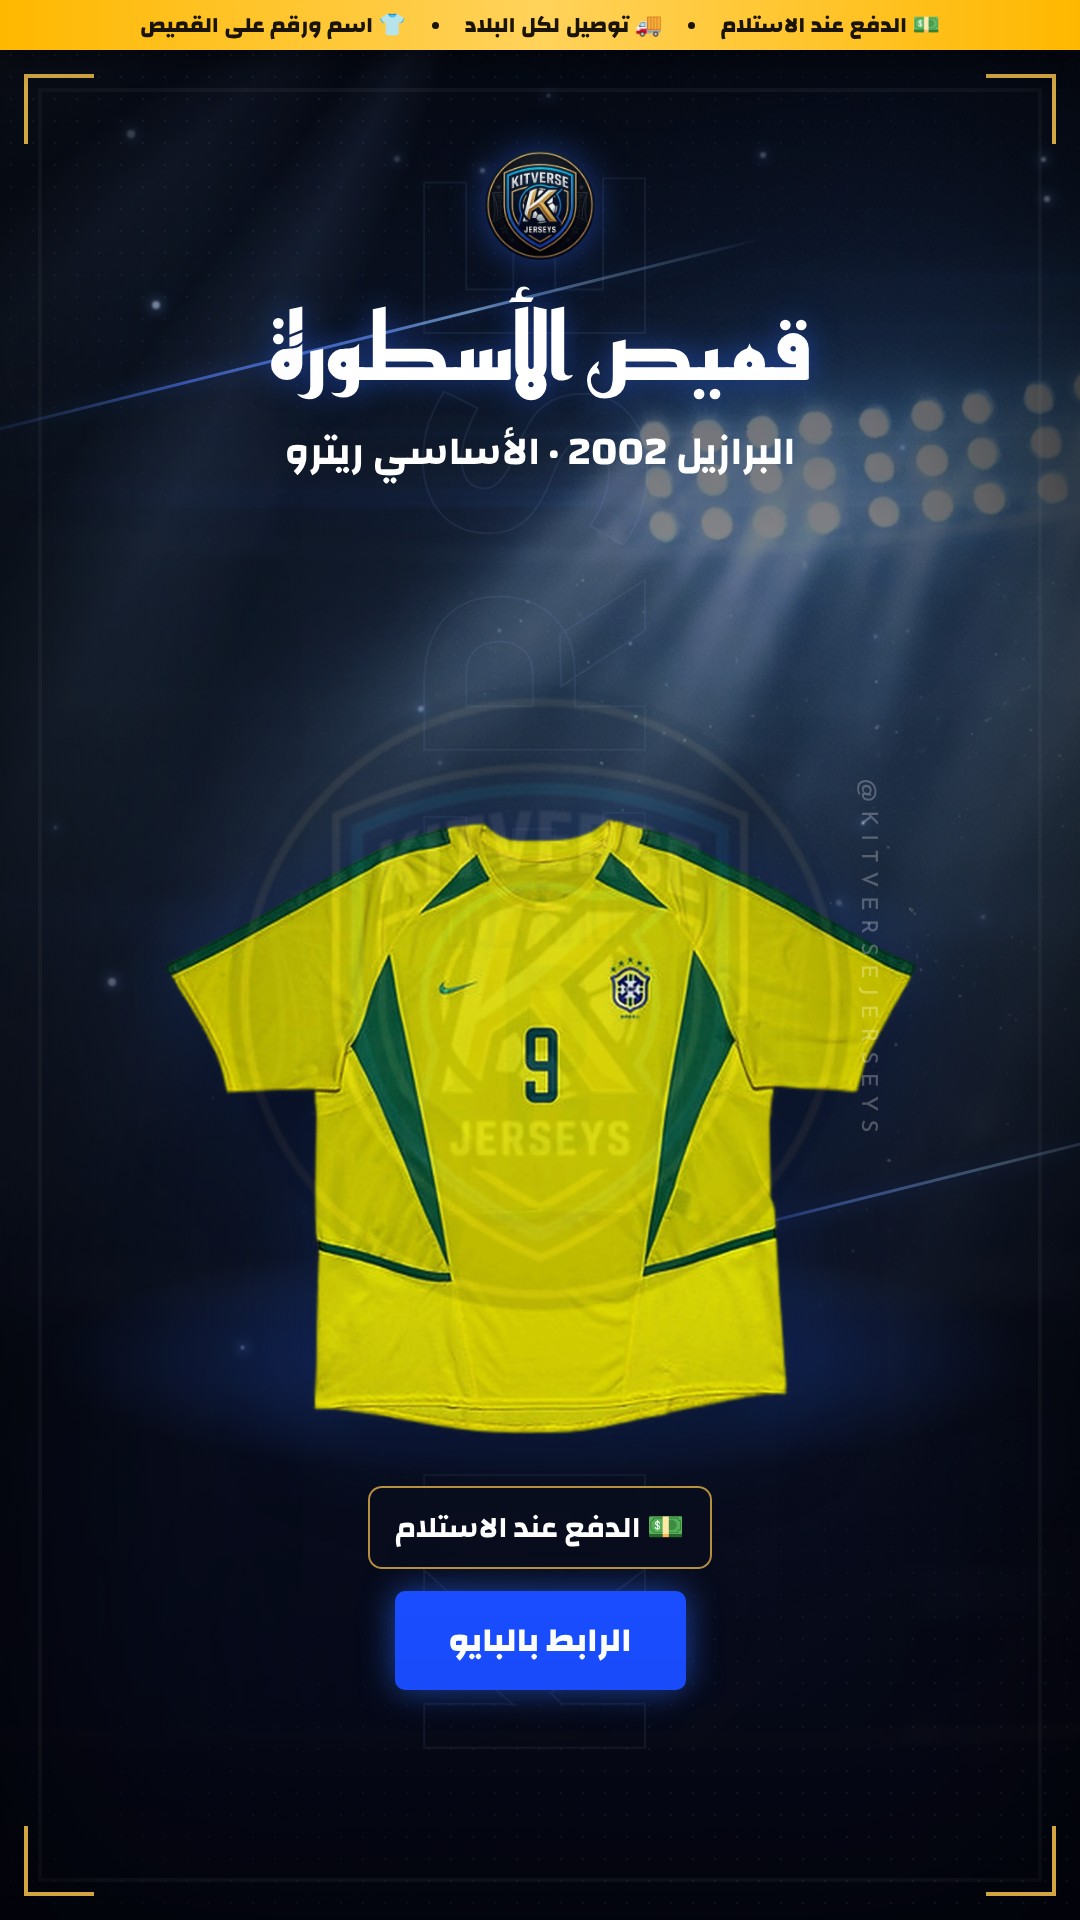 💵 الدفع عند الاستلام • 🚚 توصيل لكل البلاد • 👕 اسم ورقم على القميص
KITVERSE
K
JERSEYS
قميص الأسطورة
البرازيل 2002 · الأساسي ريترو
KITVERSE
K
9
JERSEYS
@KITVERSEJERSEYS
💵 الدفع عند الاستلام
الرابط بالبايو